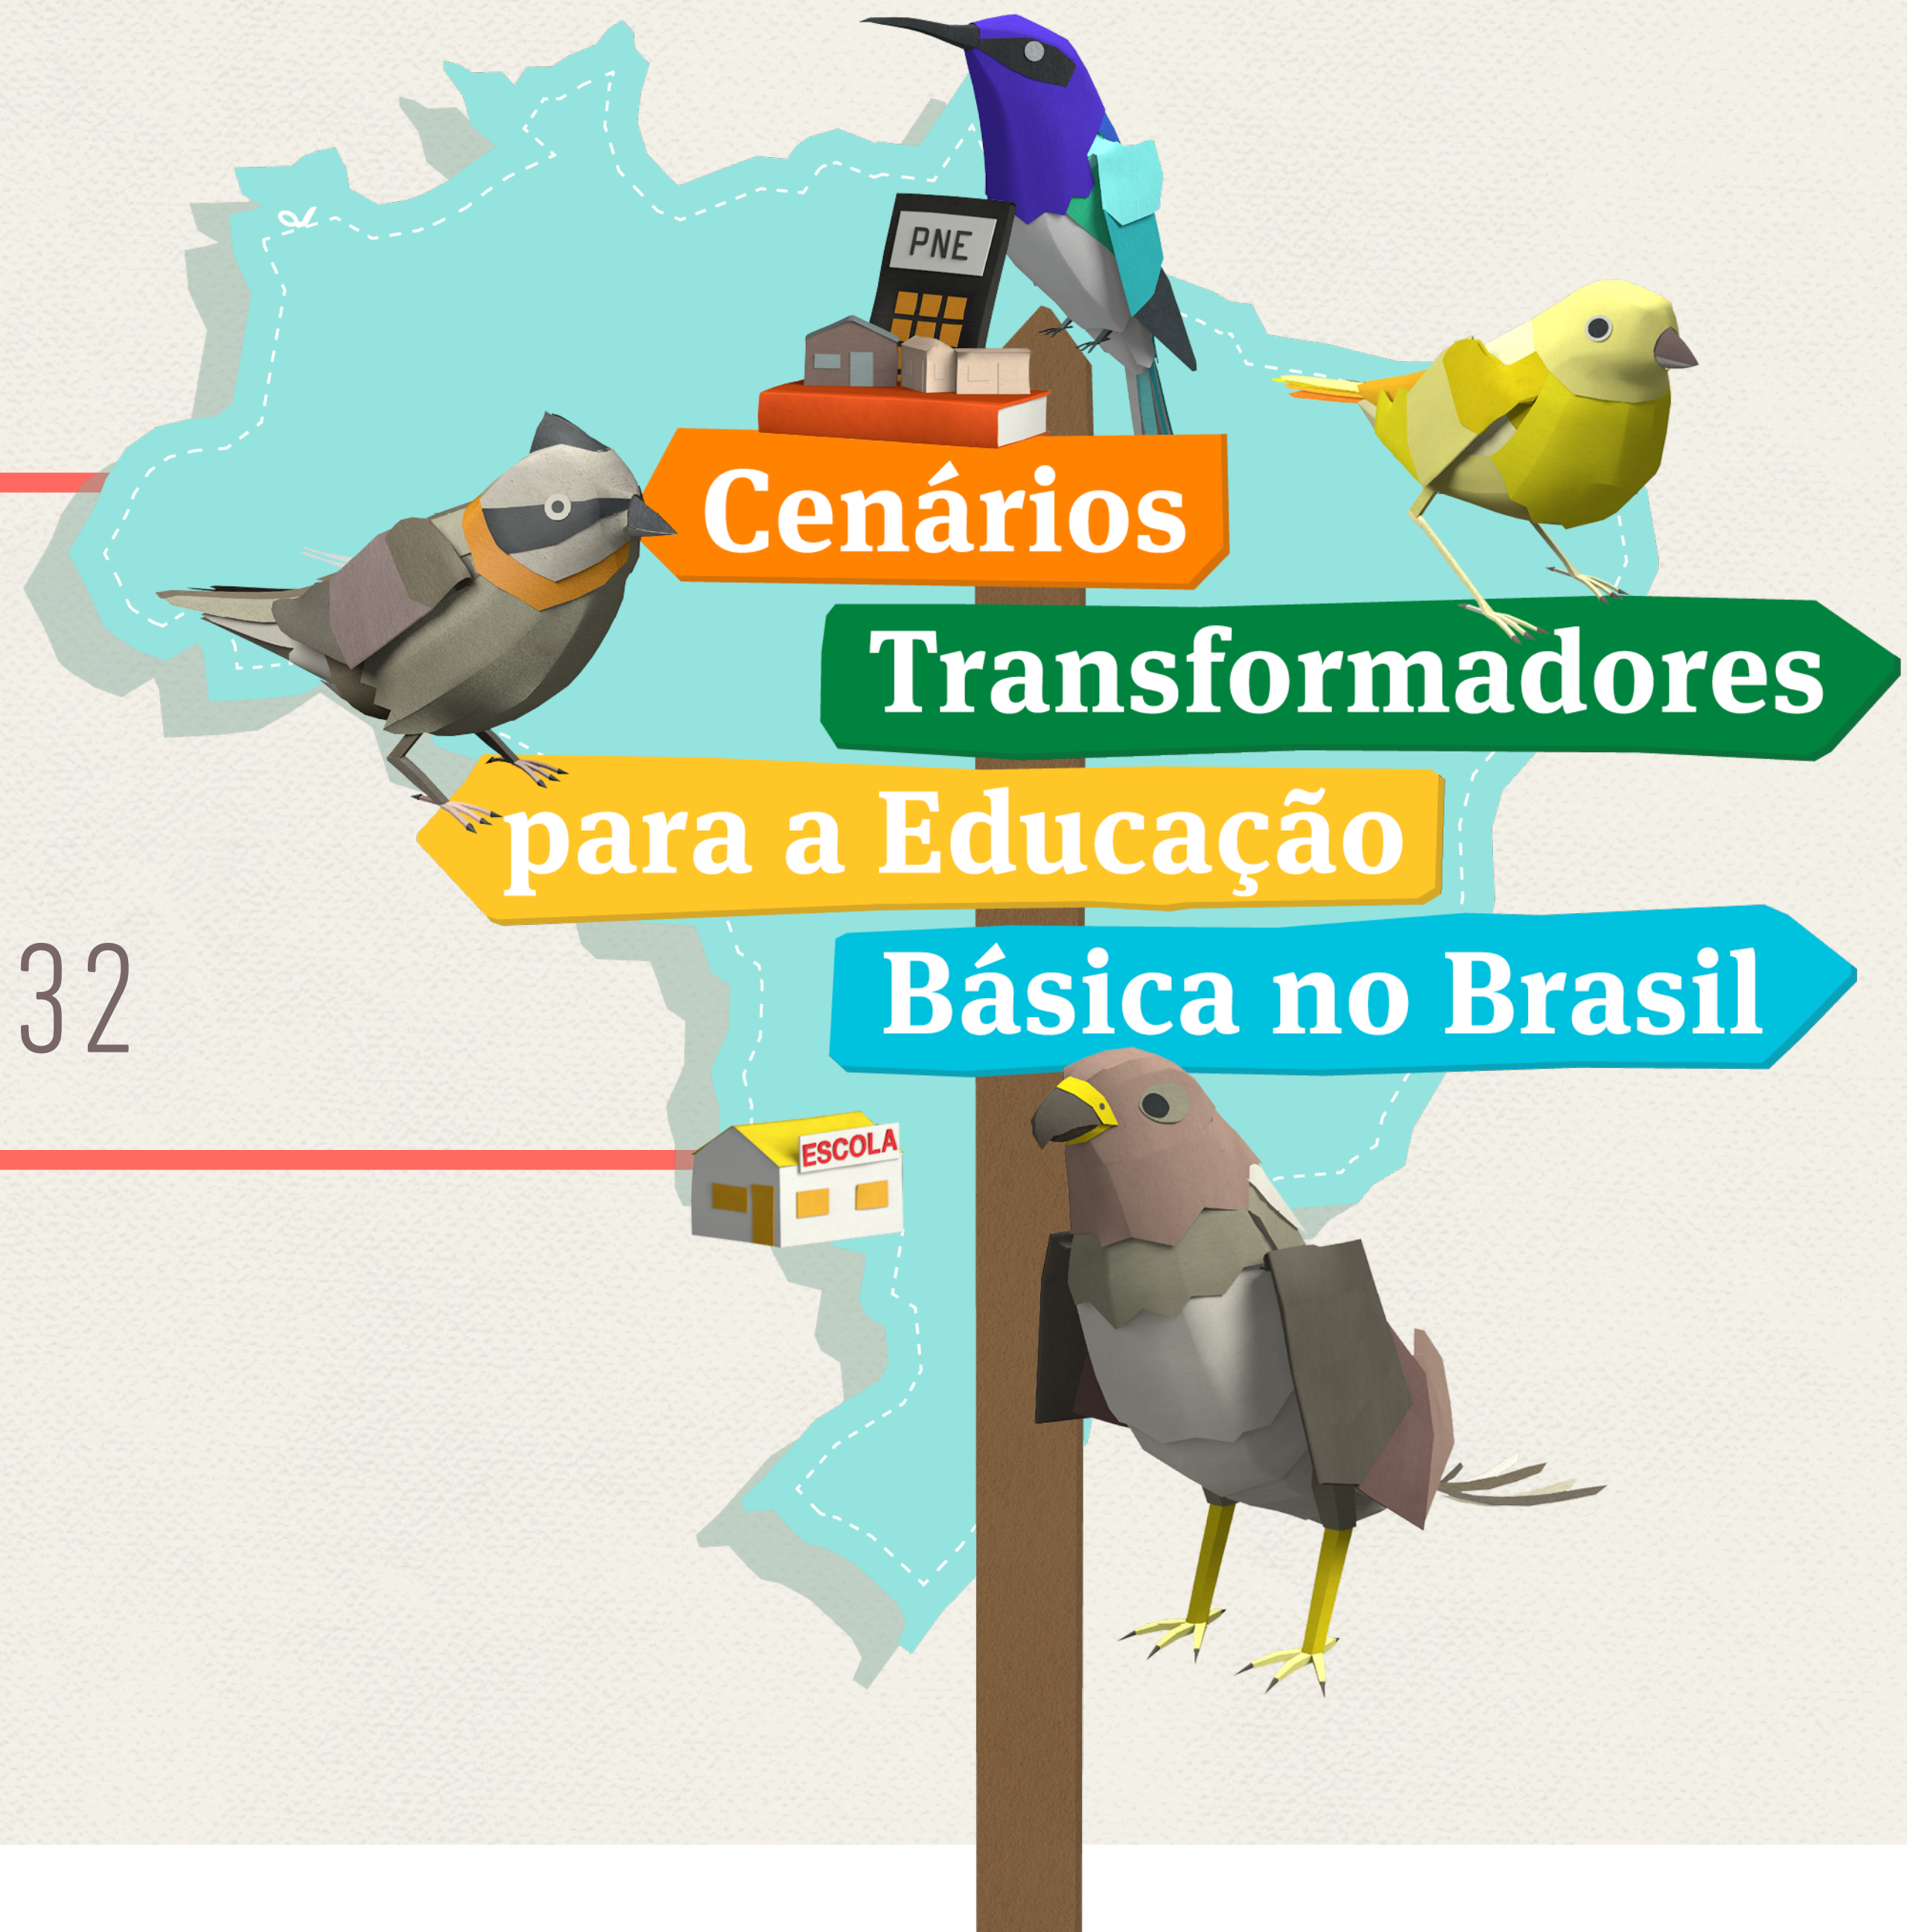 PNE
Cenários
Transformadores
para a Educação
Básica no Brasil
32
ESCOLA